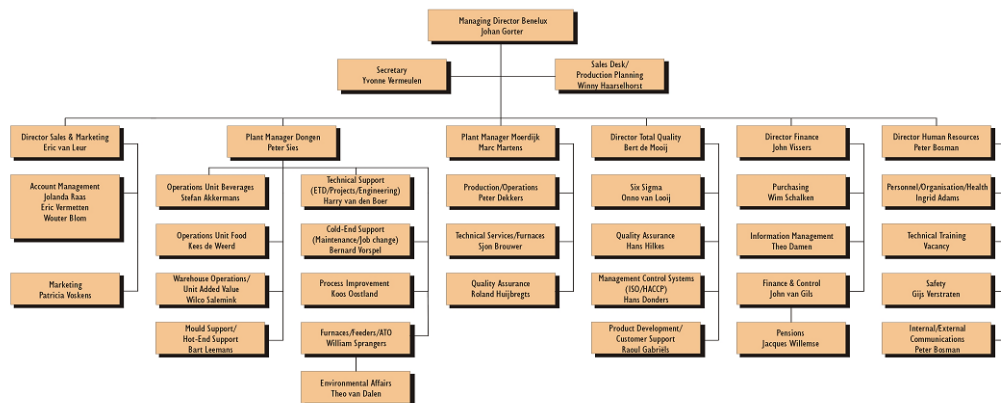 Managing Director Benelux
Johan Gorter
Secretary
Yvonne Vermeulen
Sales Desk/
Production Planning
Winny Haarselhorst
Director Sales & Marketing
Eric van Leur
Account Management
Jolanda Raas
Eric Vermetten
Wouter Blom
Marketing
Patricia Voskens
Plant Manager Dongen
Peter Sies
Operations Unit Beverages
Stefan Akkermans
Operations Unit Food
Kees de Weerd
Warehouse Operations/
Unit Added Value
Wilco Salemink
Mould Support/
Hot-End Support
Bart Leemans
Technical Support
(ETD/Projects/Engineering)
Harry van den Boer
Cold-End Support
(Maintenance/Job change)
Bernard Vorspel
Process Improvement
Koos Oostland
Furnaces/Feeders/ATO
William Sprangers
Environmental Affairs
Theo van Dalen
Plant Manager Moerdijk
Marc Martens
Production/Operations
Peter Dekkers
Technical Services/Furnaces
Sjon Brouwer
Quality Assurance
Roland Huijbregts
Director Total Quality
Bert de Mooij
Six Sigma
Onno van Looij
Quality Assurance
Hans Hilkes
Management Control Systems
(ISO/HACCP)
Hans Donders
Product Development/
Customer Support
Raoul Gabriëls
Director Finance
John Vissers
Purchasing
Wim Schalken
Information Management
Theo Damen
Finance & Control
John van Gils
Pensions
Jacques Willemse
Director Human Resources
Peter Bosman
Personnel/Organisation/Health
Ingrid Adams
Technical Training
Vacancy
Safety
Gijs Verstraten
Internal/External
Communications
Peter Bosman